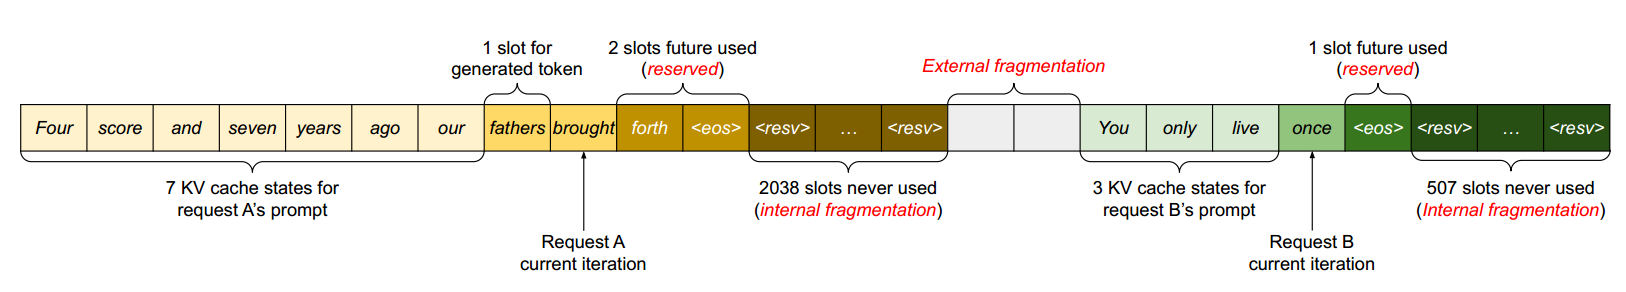 1 slot for
generated token
2 slots future used
(reserved)
External fragmentation
1 slot future used
(reserved)
Four score and seven years ago our fathers brought forth <eos> <resv> ... <resv> You only live once <eos> <resv> ... <resv>
7 KV cache states for
request A's prompt
2038 slots never used
(internal fragmentation)
3 KV cache states for
request B's prompt
507 slots never used
(Internal fragmentation)
Request A
current iteration
Request B
current iteration